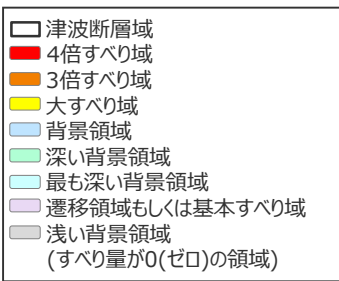 津波断層域
4倍すべり域
3倍すべり域
大すべり域
背景領域
深い背景領域
最も深い背景領域
遷移領域もしくは基本すべり域
浅い背景領域
(すべり量が0(ゼロ)の領域)